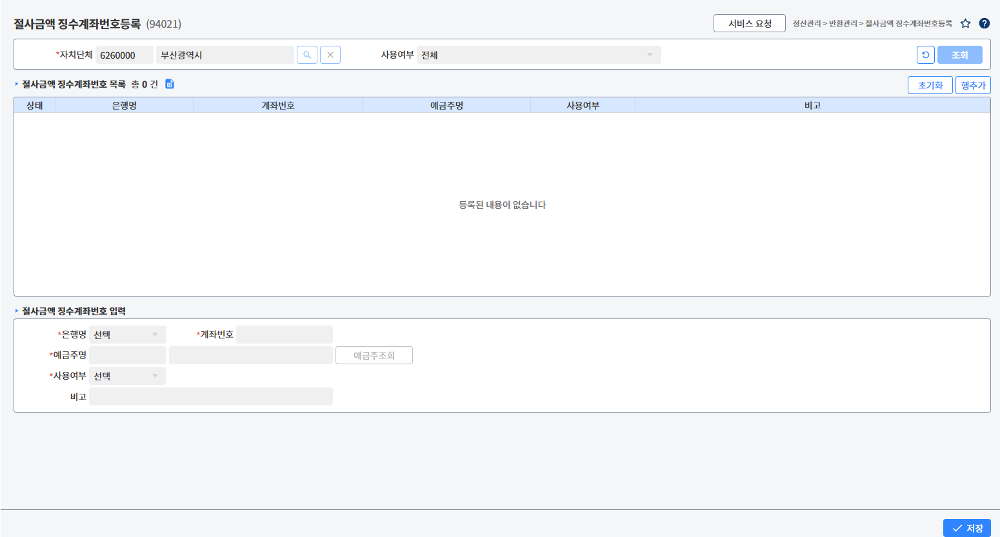 절사금액 징수계좌번호등록 (94021)
서비스 요청 정산관리 > 반환관리 > 절사금액 징수계좌번호등록
*자치단체 6260000 부산광역시 사용여부 전체 조회
절사금액 징수계좌번호 목록 총 0 건 초기화 행추가
상태 은행명 계좌번호 예금주명 사용여부 비고
등록된 내용이 없습니다
절사금액 징수계좌번호 입력
*은행명 선택 *계좌번호
*예금주명 예금주조회
*사용여부 선택
비고
저장